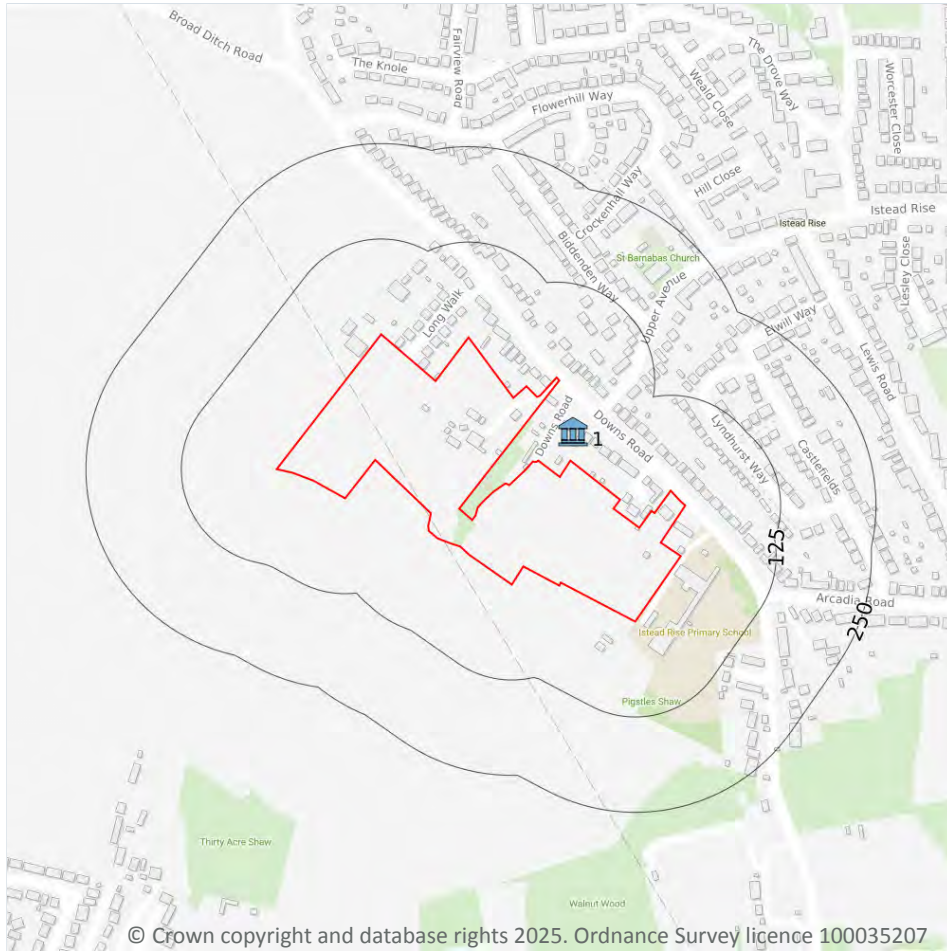 Broad Ditch Road
The Knole
Fairview Road
Flowerhill Way
The Drove Way
Weald Close
Worcester Close
Hill Close
Crockenhall Way
Biddenden Way
Istead Rise
Istead Rise
St Barnabas Church
Upper Avenue
Lesley Close
Long Walk
Elwill Way
Lewis Road
Downs Road
Downs Road
1
Lyndhurst Way
Castlefields
125
Arcadia Road
250
Istead Rise Primary School
Pigstles Shaw
Thirty Acre Shaw
Walnut Wood
© Crown copyright and database rights 2025. Ordnance Survey licence 100035207